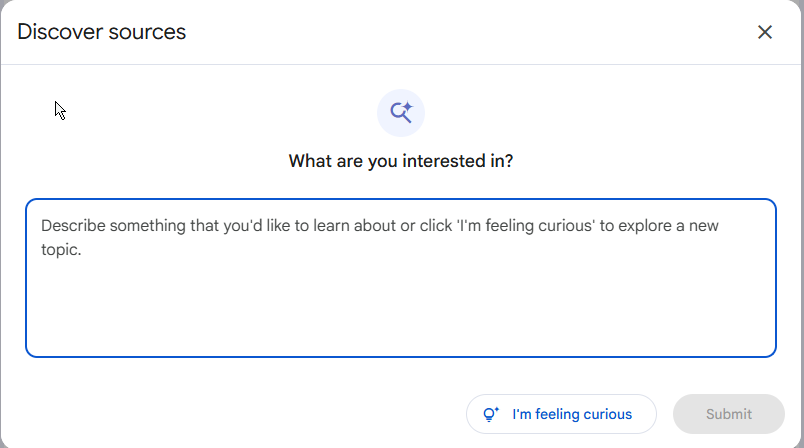 Discover sources
What are you interested in?
Describe something that you'd like to learn about or click 'I'm feeling curious' to explore a new
topic.
I'm feeling curious
Submit